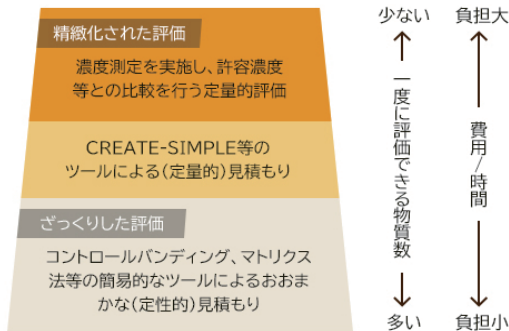 精緻化された評価
濃度測定を実施し、許容濃度
等との比較を行う定量的評価
CREATE-SIMPLE等の
ツールによる(定量的)見積もり
ざっくりした評価
コントロールバンディング、マトリクス
法等の簡易的なツールによるおおま
かな(定性的)見積もり
少ない
一度に評価できる物質数
多い
負担大
費用/時間
負担小